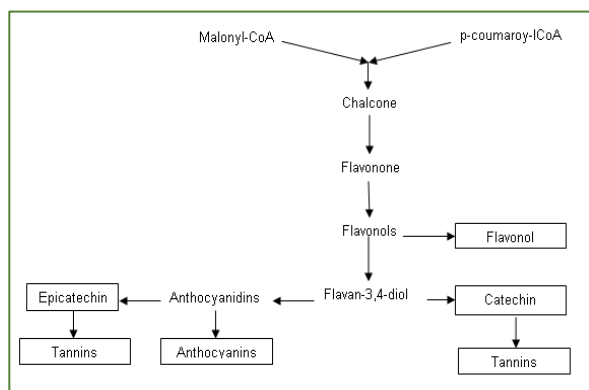 Malonyl-CoA
p-coumaroy-lCoA
Chalcone
Flavonone
Flavonols
Flavonol
Flavan-3,4-diol
Epicatechin
Anthocyanidins
Catechin
Tannins
Anthocyanins
Tannins